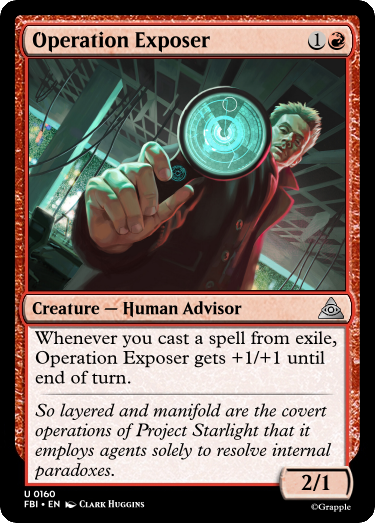 Operation Exposer 1
Creature — Human Advisor
Whenever you cast a spell from exile,
Operation Exposer gets +1/+1 until
end of turn.
So layered and manifold are the covert
operations of Project Starlight that it
employs agents solely to resolve internal
paradoxes.
2/1
U 0160
FBI • EN CLARK HUGGINS
©Grapple